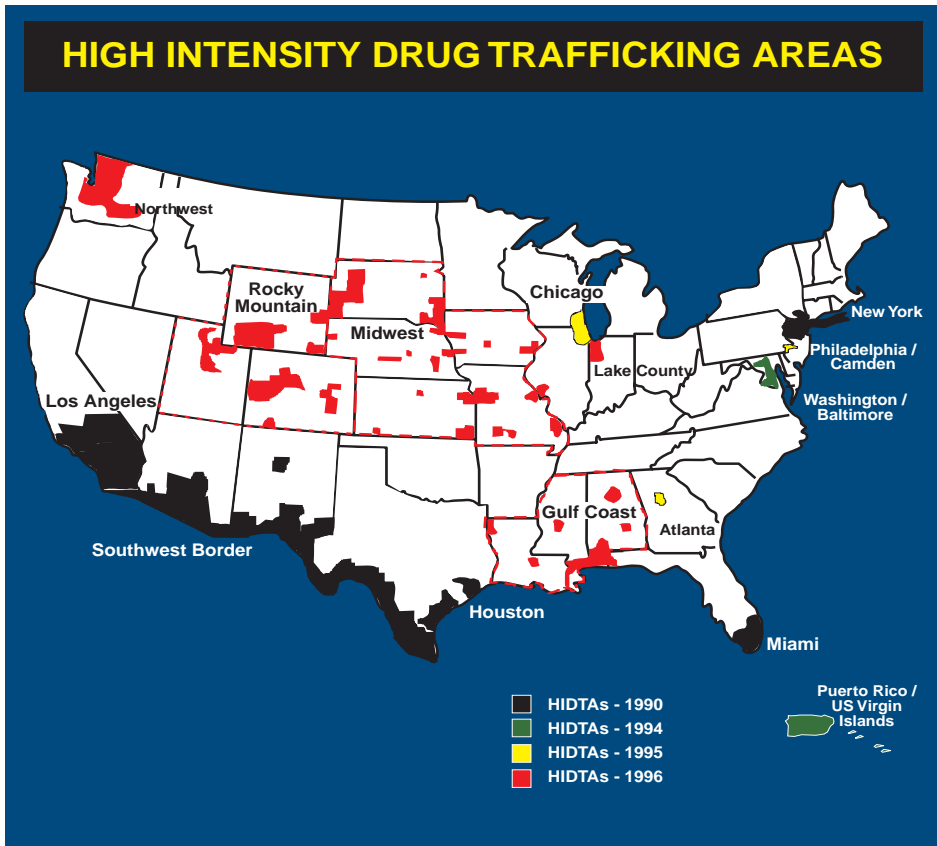 HIGH INTENSITY DRUG TRAFFICKING AREAS
Northwest
Rocky
Mountain
Midwest
Chicago
New York
Lake County
Philadelphia /
Camden
Los Angeles
Washington /
Baltimore
Gulf Coast
Atlanta
Southwest Border
Houston
Miami
Puerto Rico /
US Virgin
Islands
HIDTAs - 1990
HIDTAs - 1994
HIDTAs - 1995
HIDTAs - 1996